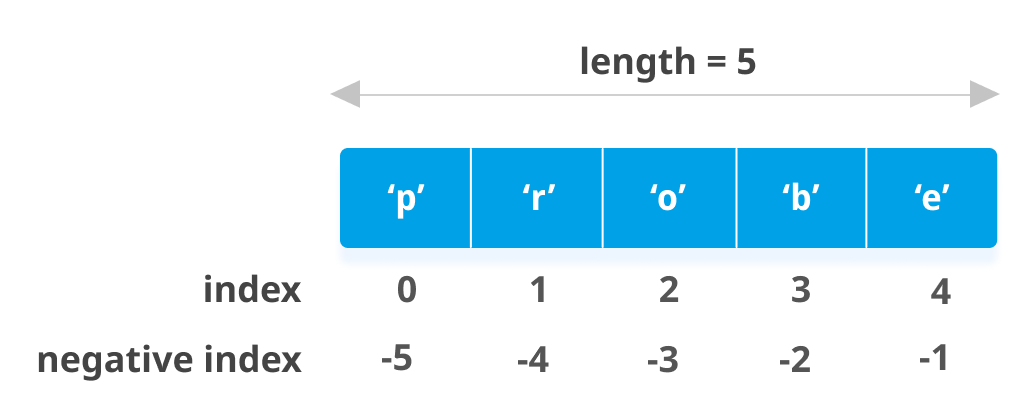 length = 5
‘p’ ‘r’ ‘o’ ‘b’ ‘e’
index 0 1 2 3 4
negative index -5 -4 -3 -2 -1